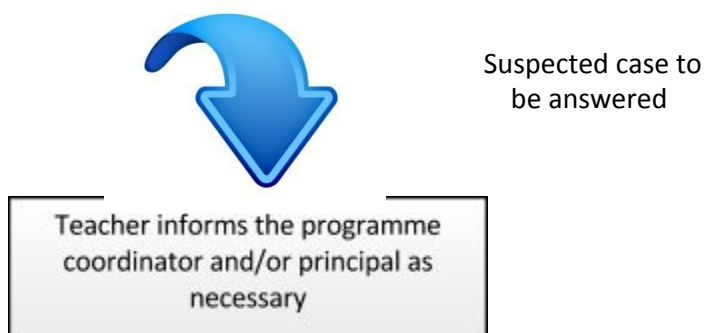 Suspected case to
be answered
Teacher informs the programme
coordinator and/or principal as
necessary